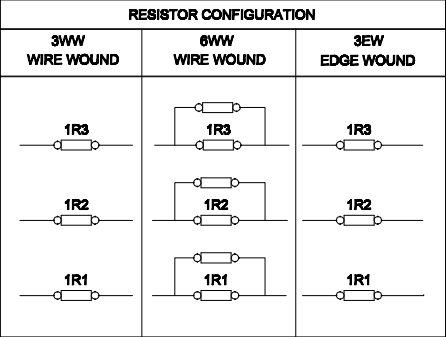 RESISTOR CONFIGURATION
3WW
WIRE WOUND
6WW
WIRE WOUND
3EW
EDGE WOUND
1R3
1R3
1R3
1R2
1R2
1R2
1R1
1R1
1R1